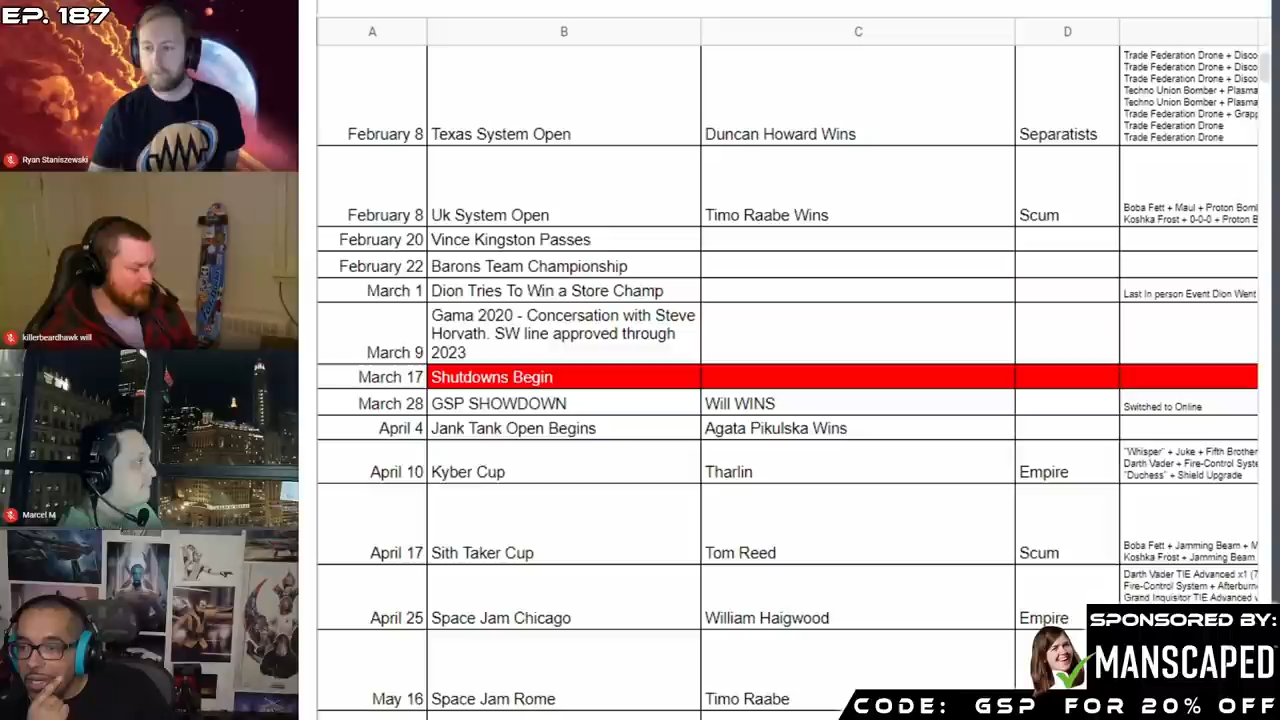 EP. 187
Ryan Staniszewski
killerbeardhawk will
Marcel M
A B C D
Trade Federation Drone + Disco
Trade Federation Drone + Disco
Trade Federation Drone + Disco
Techno Union Bomber + Plasma
Techno Union Bomber + Plasma
Trade Federation Drone + Grapp
Trade Federation Drone
February 8 Texas System Open Duncan Howard Wins Separatists
Trade Federation Drone
Boba Fett + Maul + Proton Bom
February 8 Uk System Open Timo Raabe Wins Scum
Koshka Frost + 0-0-0 + Proton B
February 20 Vince Kingston Passes
February 22 Barons Team Championship
March 1 Dion Tries To Win a Store Champ
Last In person Event Dion Went
Gama 2020 - Concersation with Steve
Horvath. SW line approved through
March 9 2023
March 17 Shutdowns Begin
March 28 GSP SHOWDOWN Will WINS
Switched to Online
April 4 Jank Tank Open Begins Agata Pikulska Wins
"Whisper" + Juke + Fifth Brother
Darth Vader + Fire-Control Syste
April 10 Kyber Cup Tharlin Empire
"Duchess" + Shield Upgrade
Boba Fett + Jamming Beam + M
April 17 Sith Taker Cup Tom Reed Scum
Koshka Frost + Jamming Beam
Darth Vader TIE Advanced x1 (7
Fire-Control System + Afterburn
Grand Inquisitor TIE Advanced v
April 25 Space Jam Chicago William Haigwood Empire
May 16 Space Jam Rome Timo Raabe
SPONSORED BY:
MANSCAPED
CODE: GSP FOR 20% OFF